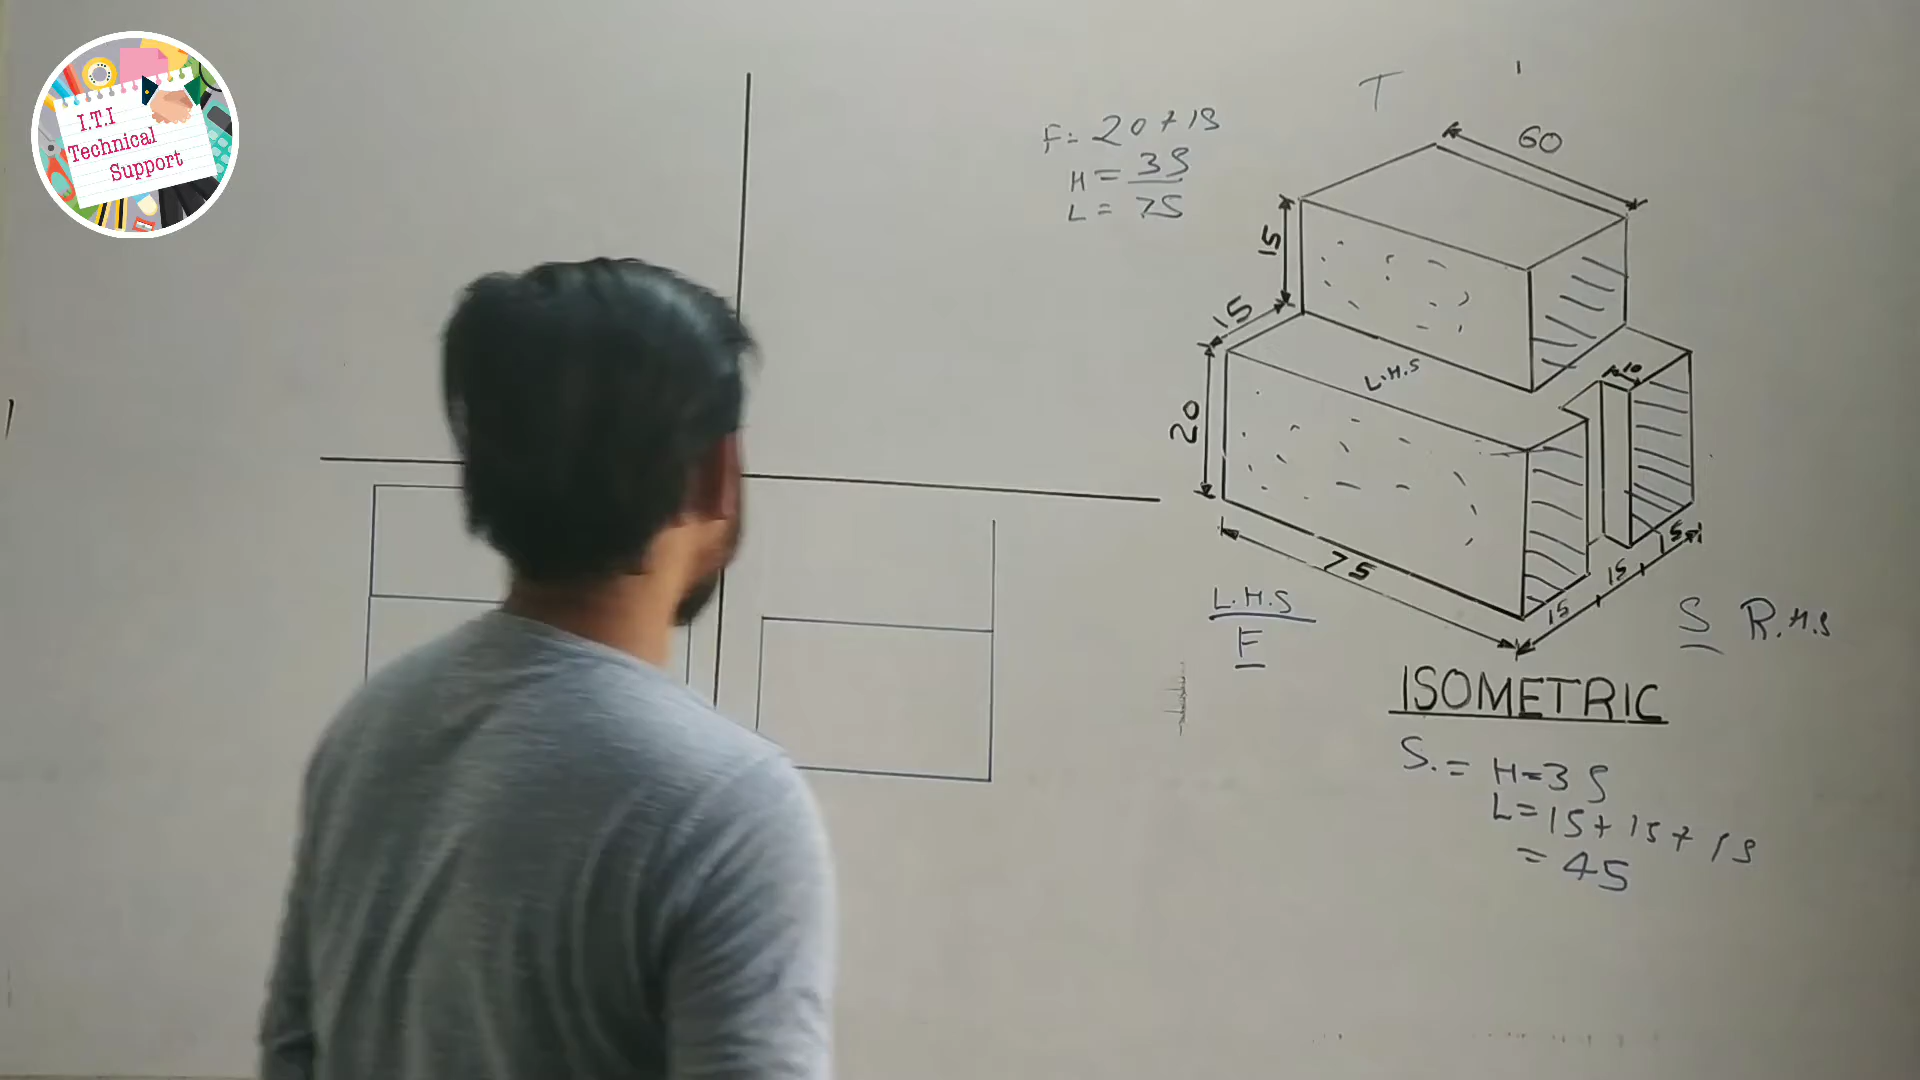 I.T.I
Technical
Support
F= 20+15
H = 35
L = 75
T
60
15
15
L.H.S
10
20
75
15
15
15
L.H.S
F
S R.H.S
ISOMETRIC
S. = H=35
L=15+15+15
= 45